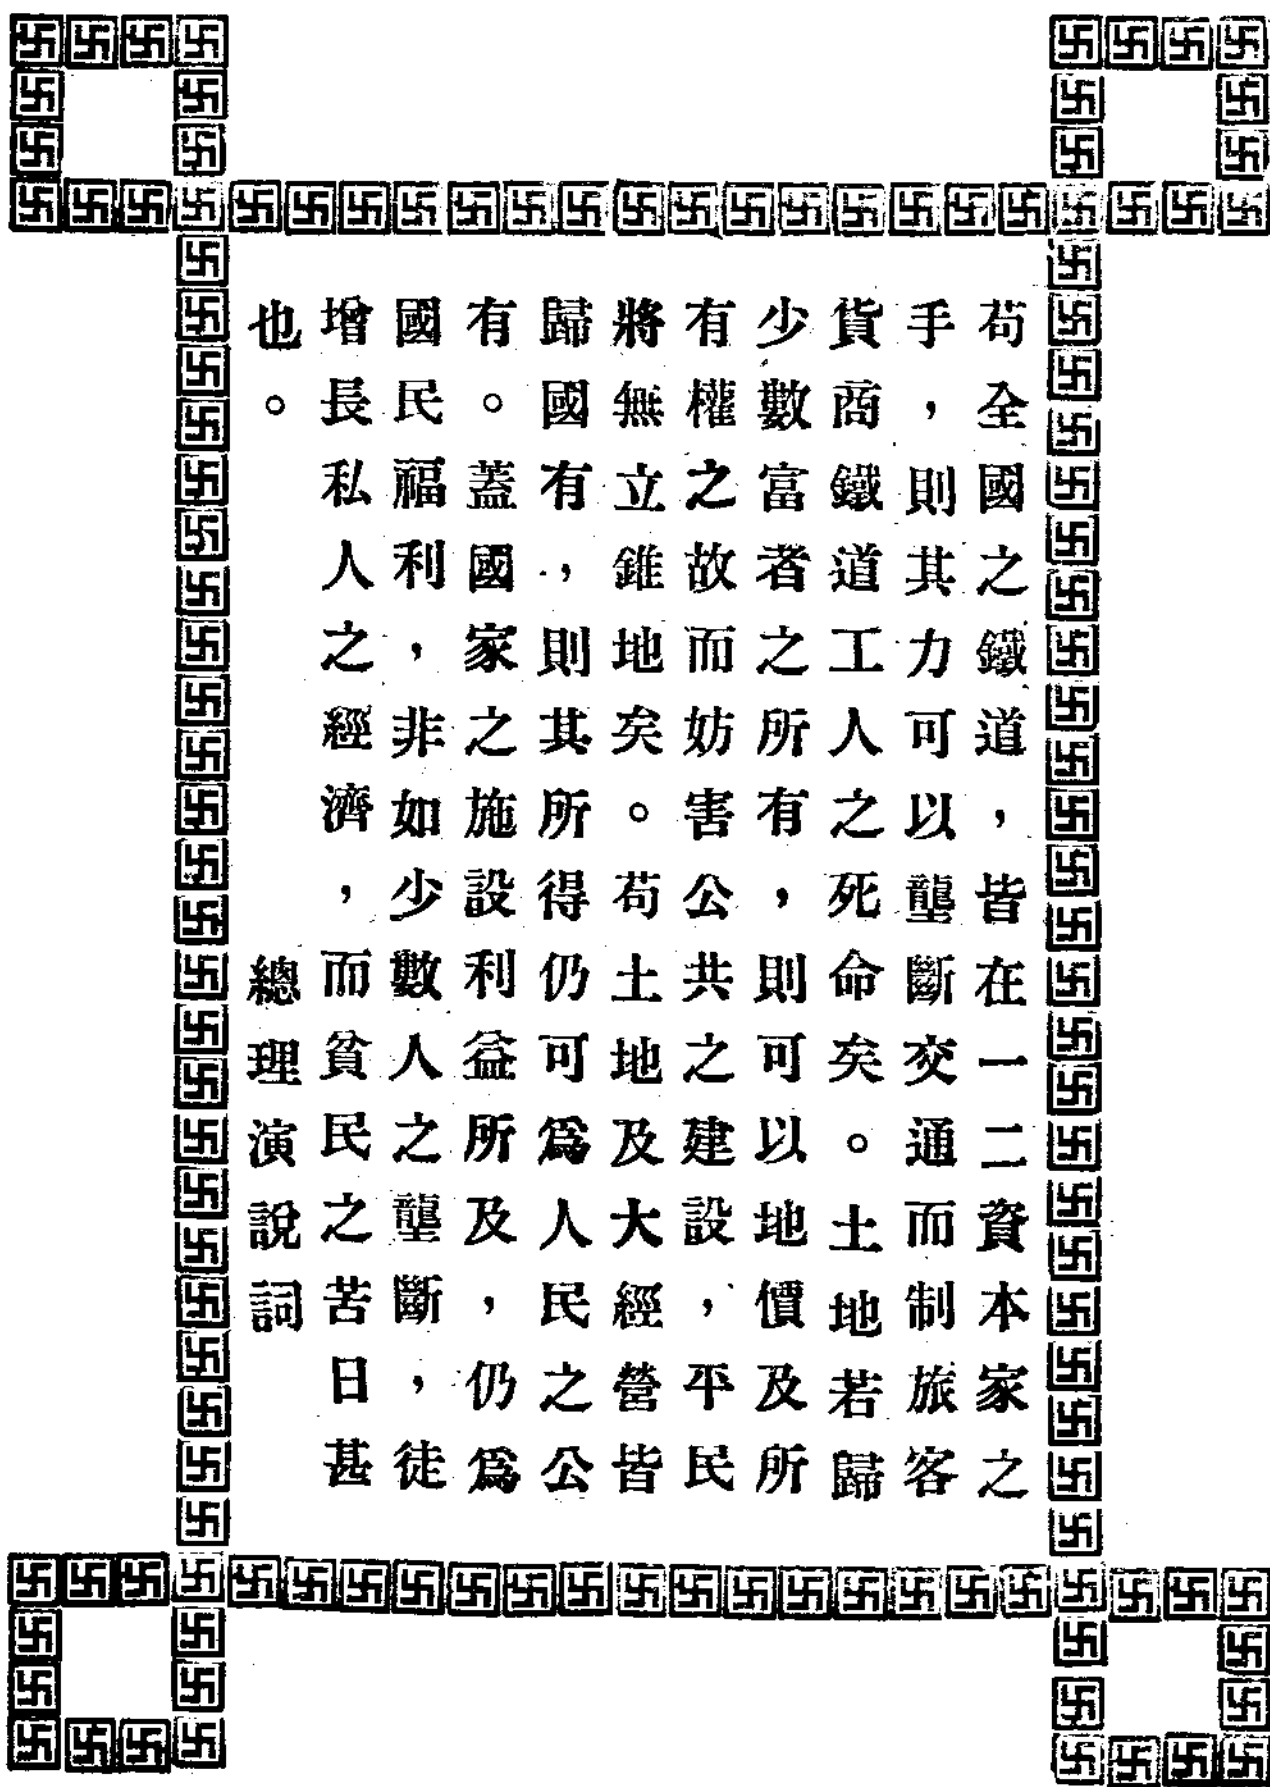 苟全國之鐵道，皆在一二資本家之
手，則其力可以壟斷交通而制旅客
貨商鐵道工人之死命矣。土地若歸
少數富者之所有，則可以地價及所
有權之故而妨害公共之建設，平民
將無立錐地矣。苟土地及大經營皆
歸國有，則其所得仍可爲人民之公
有。蓋國家之施設利益所及，仍爲
國民福利，非如少數人之壟斷，徒
增長私人之經濟，而貧民之苦日甚
也。
總理演說詞